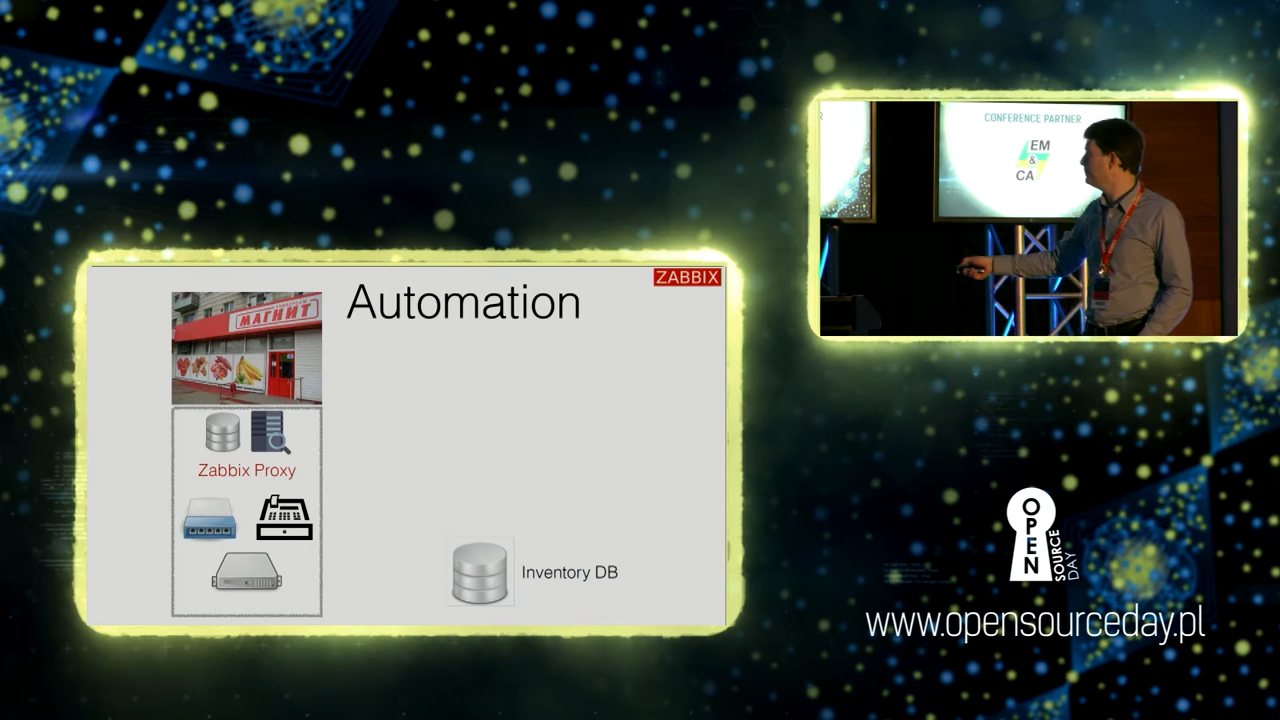 CONFERENCE PARTNER
EM
&
CA
ZABBIX
Automation
МАГНИТ
Zabbix Proxy
Inventory DB
OPEN
SOURCE
DAY
www.opensourceday.pl